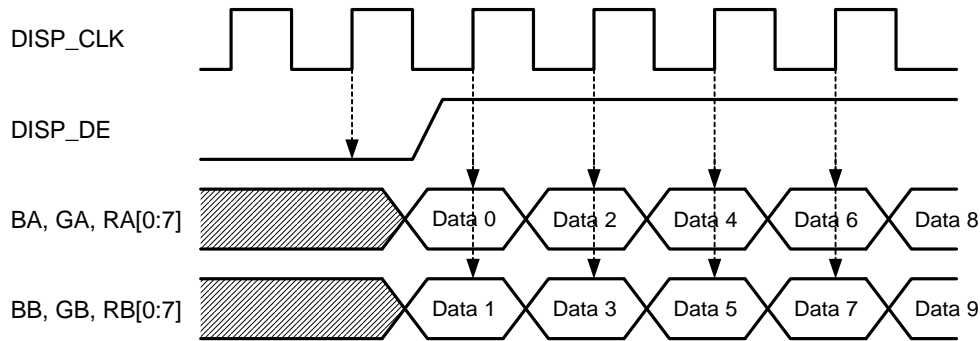 DISP_CLK
DISP_DE
BA, GA, RA[0:7] Data 0 Data 2 Data 4 Data 6 Data 8
BB, GB, RB[0:7] Data 1 Data 3 Data 5 Data 7 Data 9